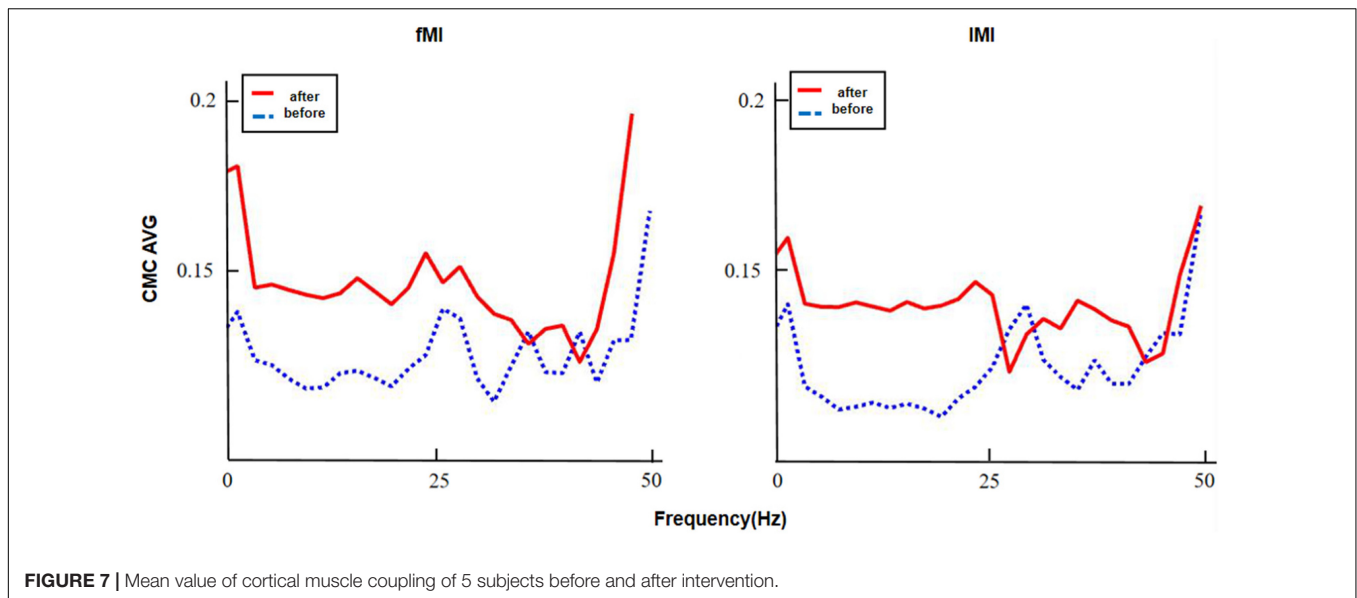 fMI
lMI
after
before
after
before
0.2
0.15
0.2
0.15
CMC AVG
0
25
50
0
25
50
Frequency(Hz)
FIGURE 7 | Mean value of cortical muscle coupling of 5 subjects before and after intervention.